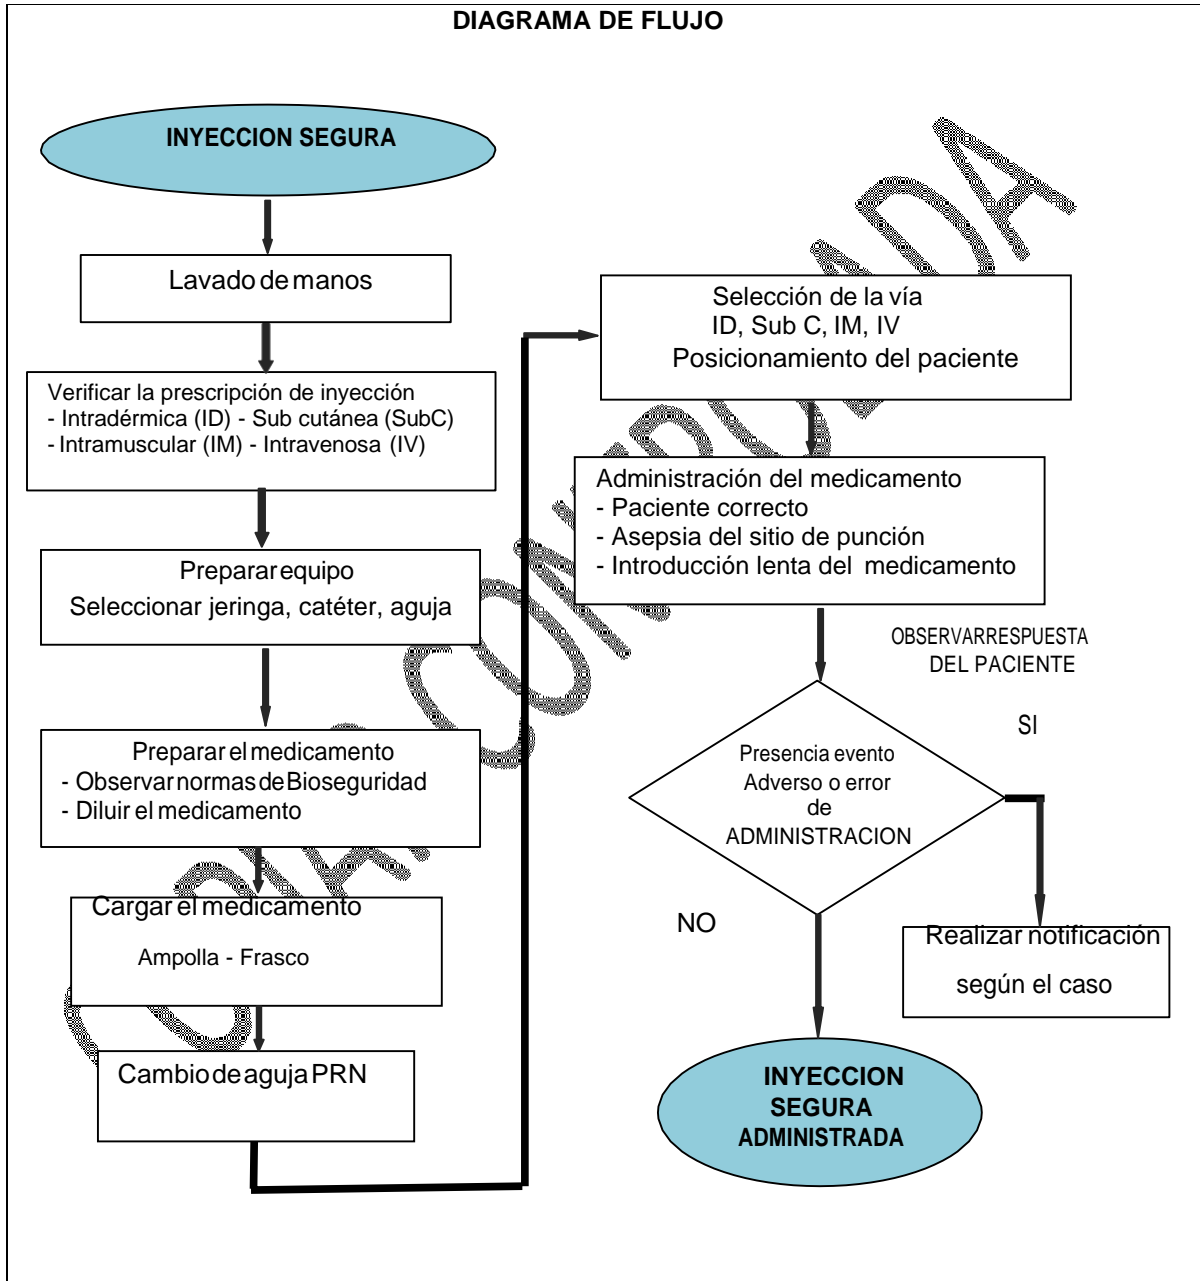 DIAGRAMA DE FLUJO
INYECCION SEGURA
Lavado de manos
Verificar la prescripción de inyección
- Intradérmica (ID) - Sub cutánea (SubC)
- Intramuscular (IM) - Intravenosa (IV)
Preparar equipo
Seleccionar jeringa, catéter, aguja
Preparar el medicamento
- Observar normas de Bioseguridad
- Diluir el medicamento
Cargar el medicamento
Ampolla - Frasco
Cambio de aguja PRN
Selección de la vía
ID, Sub C, IM, IV
Posicionamiento del paciente
Administración del medicamento
- Paciente correcto
- Asepsia del sitio de punción
- Introducción lenta del medicamento
OBSERVAR RESPUESTA
DEL PACIENTE
Presencia evento
Adverso o error
de
ADMINISTRACION
SI
NO
Realizar notificación
según el caso
INYECCION
SEGURA
ADMINISTRADA